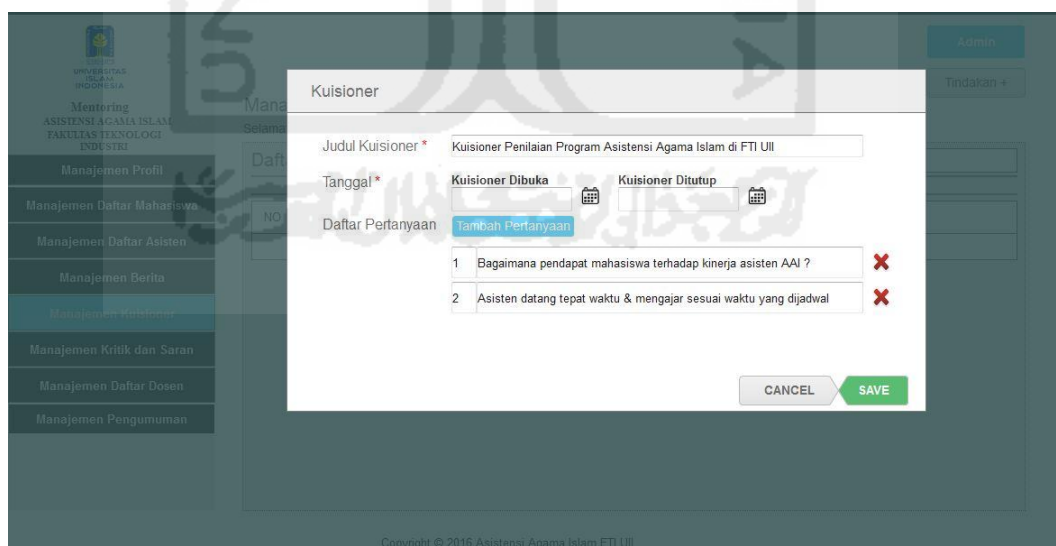 UNIVERSITAS
ISLAM
INDONESIA
Mentoring
ASISTENSI AGAMA ISLAM
FAKULTAS TEKNOLOGI
INDUSTRI
Manajemen Profil
Manajemen Daftar Mahasiswa
Manajemen Daftar Asisten
Manajemen Berita
Manajemen Kuisioner
Manajemen Kritik dan Saran
Manajemen Daftar Dosen
Manajemen Pengumuman
Admin
Tindakan +
Kuisioner
Judul Kuisioner * Kuisioner Penilaian Program Asistensi Agama Islam di FTI UII
Tanggal * Kuisioner Dibuka Kuisioner Ditutup
Daftar Pertanyaan Tambah Pertanyaan
1 Bagaimana pendapat mahasiswa terhadap kinerja asisten AAI ?
2 Asisten datang tepat waktu & mengajar sesuai waktu yang dijadwal
CANCEL SAVE
NO
Copyright © 2016 Asistensi Agama Islam FTI UII